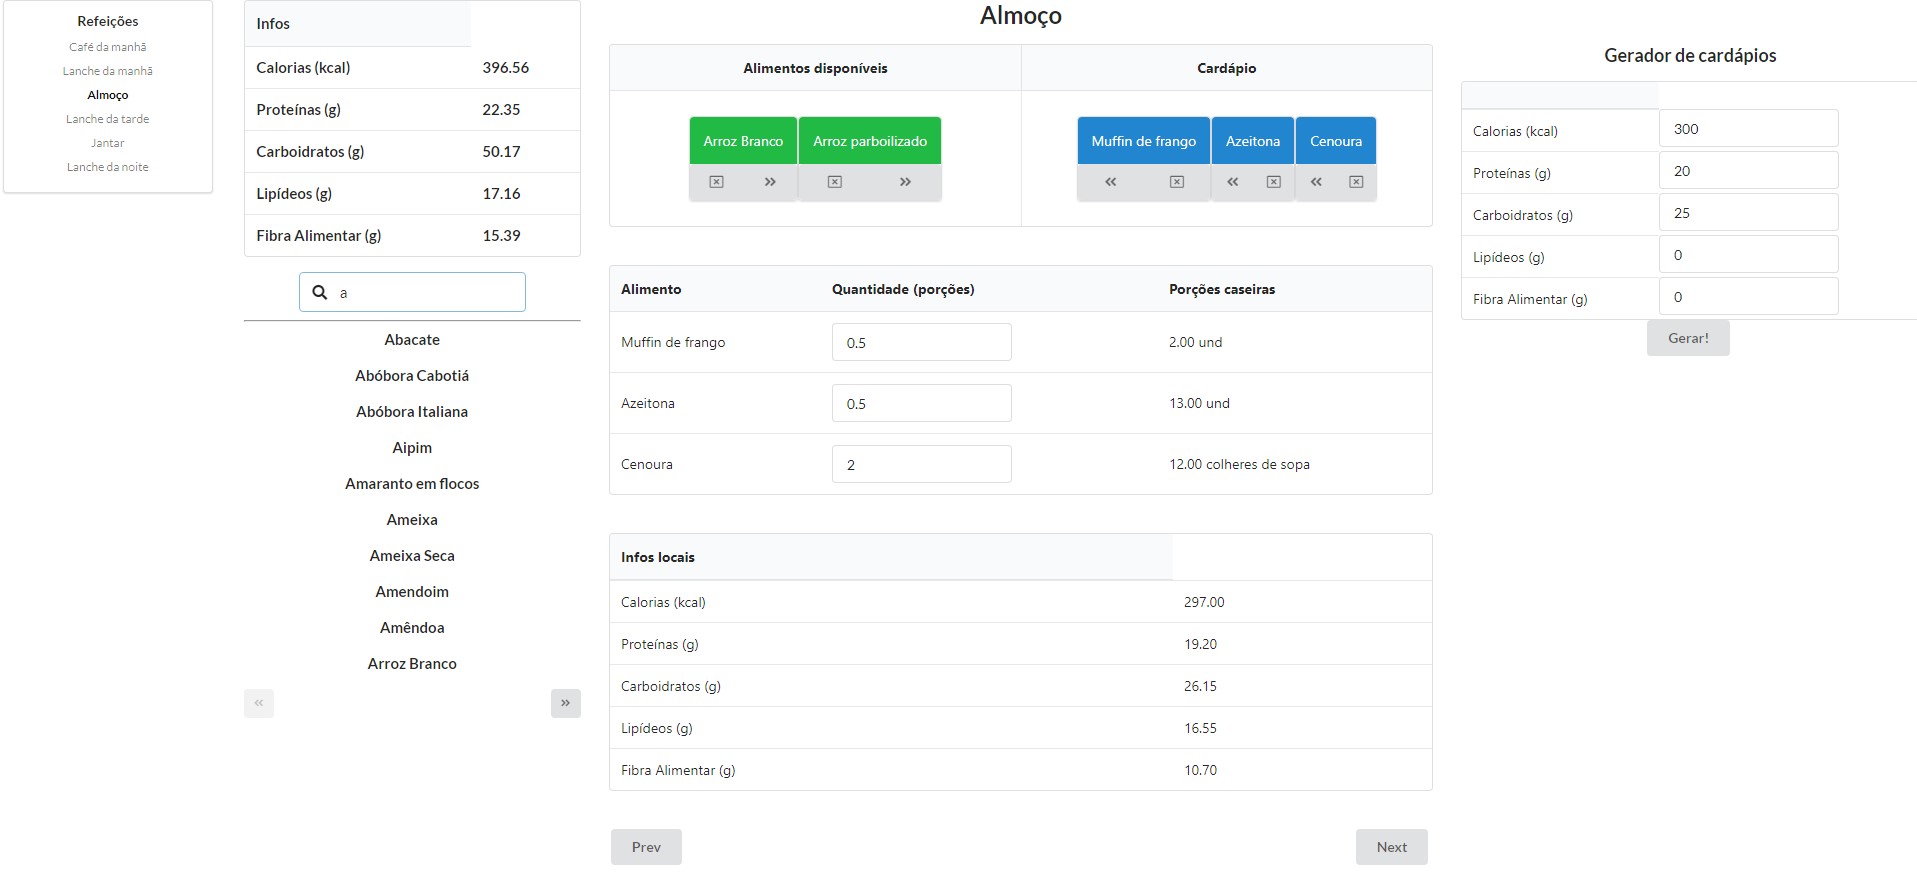 Refeições
Café da manhã
Lanche da manhã
Almoço
Lanche da tarde
Jantar
Lanche da noite
Infos
Calorias (kcal) 396.56
Proteínas (g) 22.35
Carboidratos (g) 50.17
Lipídeos (g) 17.16
Fibra Alimentar (g) 15.39
a
Abacate
Abóbora Cabotiá
Abóbora Italiana
Aipim
Amaranto em flocos
Ameixa
Ameixa Seca
Amendoim
Amêndoa
Arroz Branco
« »
Almoço
Alimentos disponíveis Cardápio
Arroz Branco Arroz parboilizado Muffin de frango Azeitona Cenoura
» » « « «
Alimento Quantidade (porções) Porções caseiras
Muffin de frango 0.5 2.00 und
Azeitona 0.5 13.00 und
Cenoura 2 12.00 colheres de sopa
Infos locais
Calorias (kcal) 297.00
Proteínas (g) 19.20
Carboidratos (g) 26.15
Lipídeos (g) 16.55
Fibra Alimentar (g) 10.70
Prev Next
Gerador de cardápios
Calorias (kcal) 300
Proteínas (g) 20
Carboidratos (g) 25
Lipídeos (g) 0
Fibra Alimentar (g) 0
Gerar!